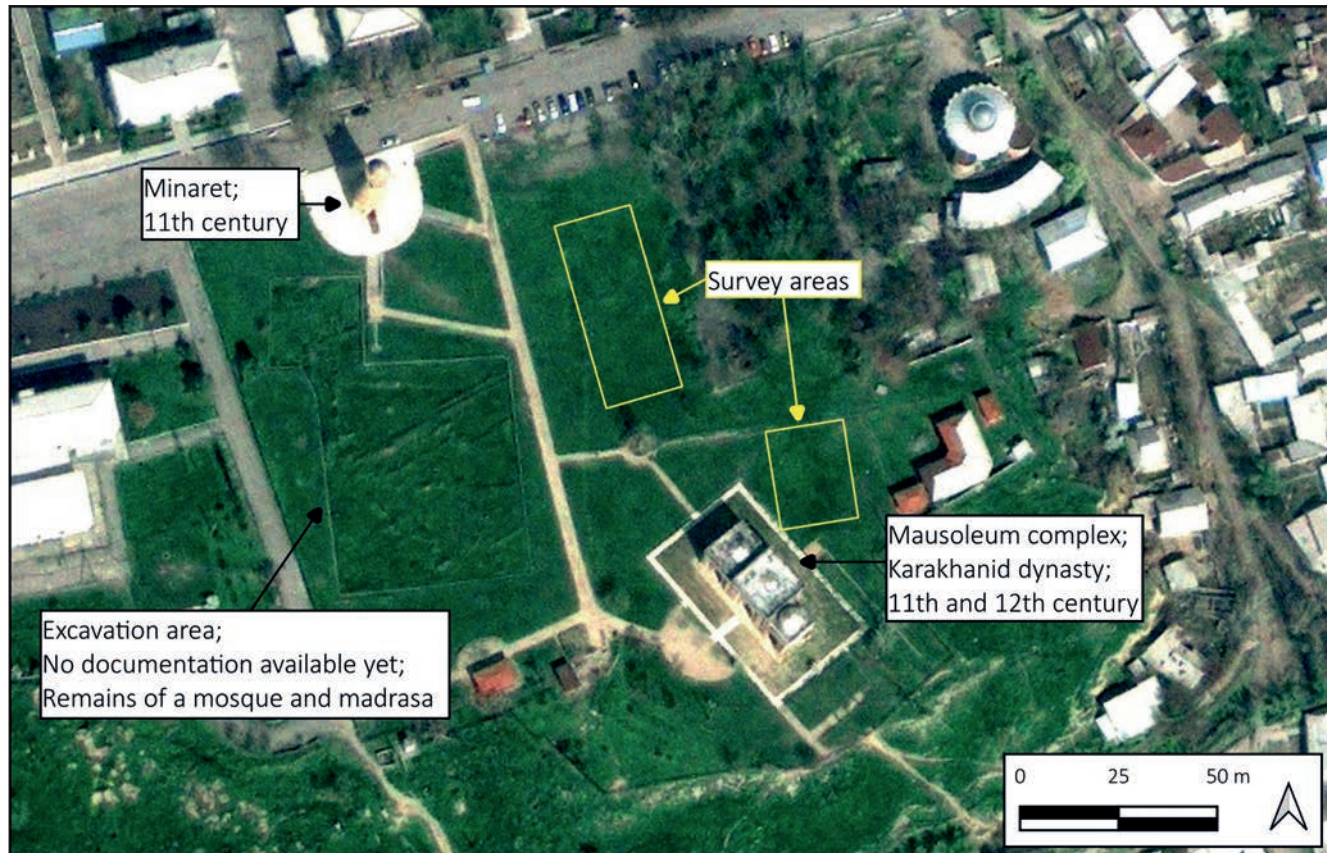 Minaret;
11th century
Survey areas
Mausoleum complex;
Karakhanid dynasty;
11th and 12th century
Excavation area;
No documentation available yet;
Remains of a mosque and madrasa
0 25 50 m